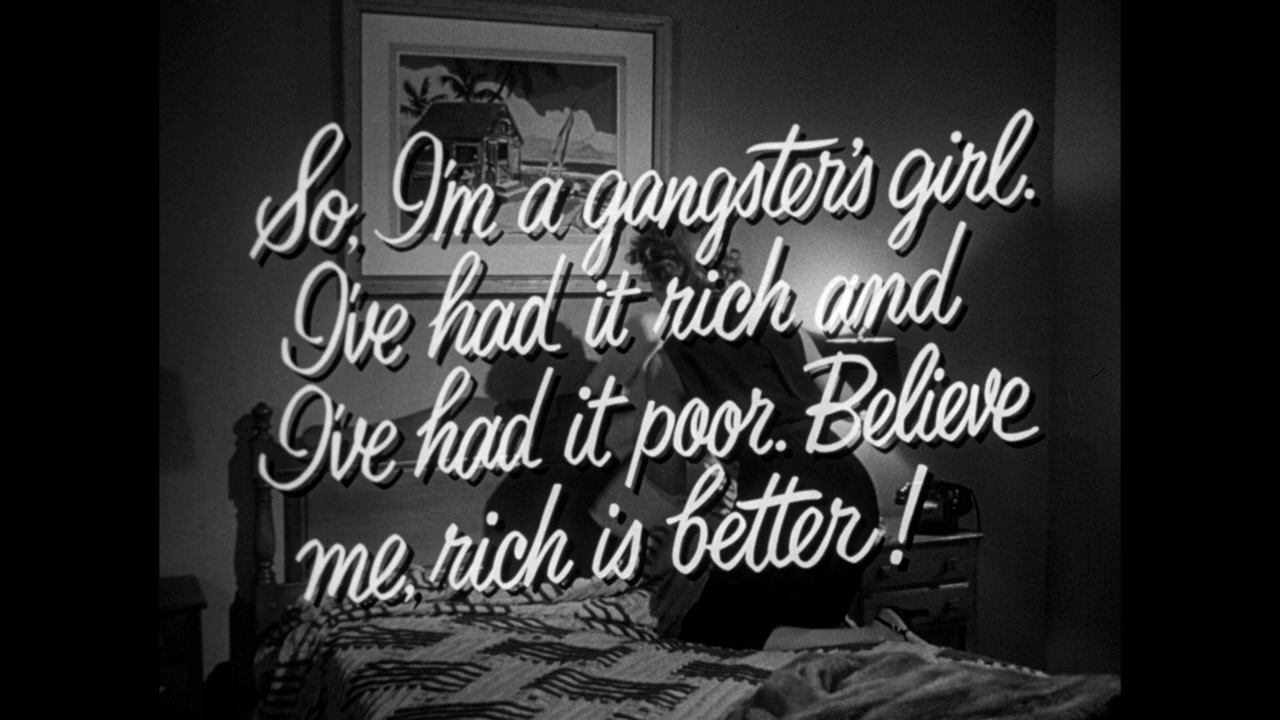 So, I'm a gangster's girl.
I've had it rich and
I've had it poor. Believe
me, rich is better!